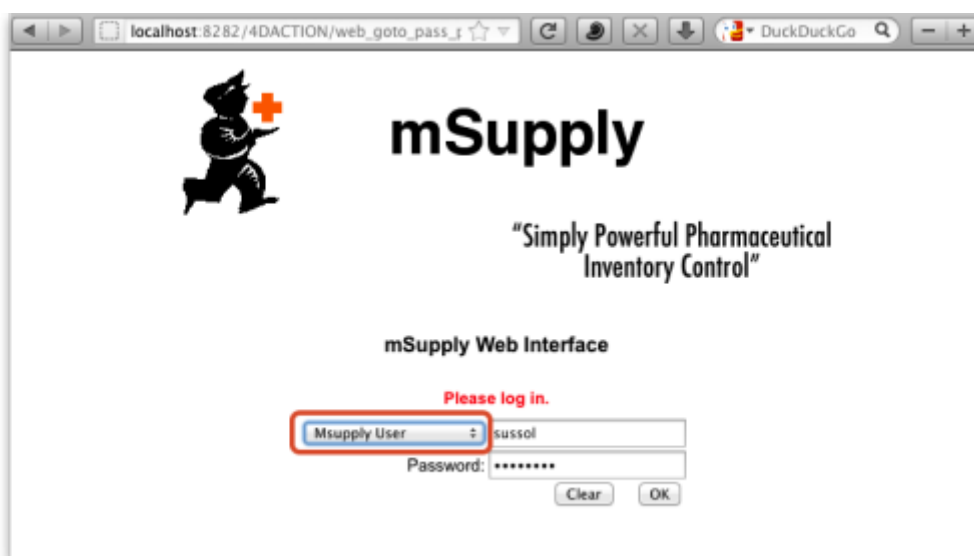 localhost:8282/4DACTION/web_goto_pass_
DuckDuckGo
mSupply
"Simply Powerful Pharmaceutical
Inventory Control"
mSupply Web Interface
Please log in.
Msupply User sussol
Password: ••••••••
Clear OK